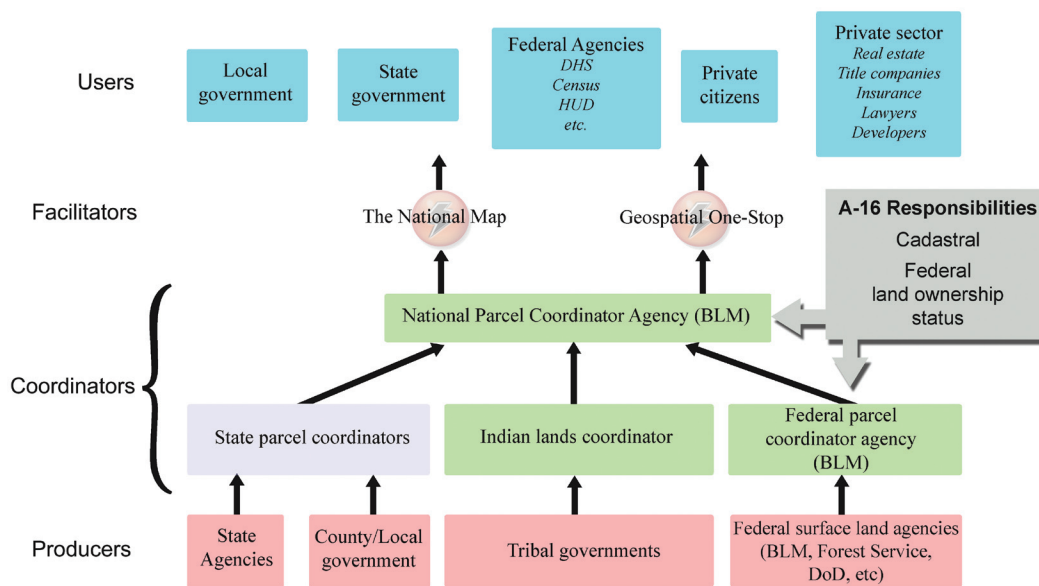 Users
Local
government
State
government
Federal Agencies
DHS
Census
HUD
etc.
Private
citizens
Private sector
Real estate
Title companies
Insurance
Lawyers
Developers
Facilitators
The National Map
Geospatial One-Stop
A-16 Responsibilities
Cadastral
Federal
land ownership
status
Coordinators
National Parcel Coordinator Agency (BLM)
State parcel coordinators
Indian lands coordinator
Federal parcel
coordinator agency
(BLM)
Producers
State
Agencies
County/Local
government
Tribal governments
Federal surface land agencies
(BLM, Forest Service,
DoD, etc)